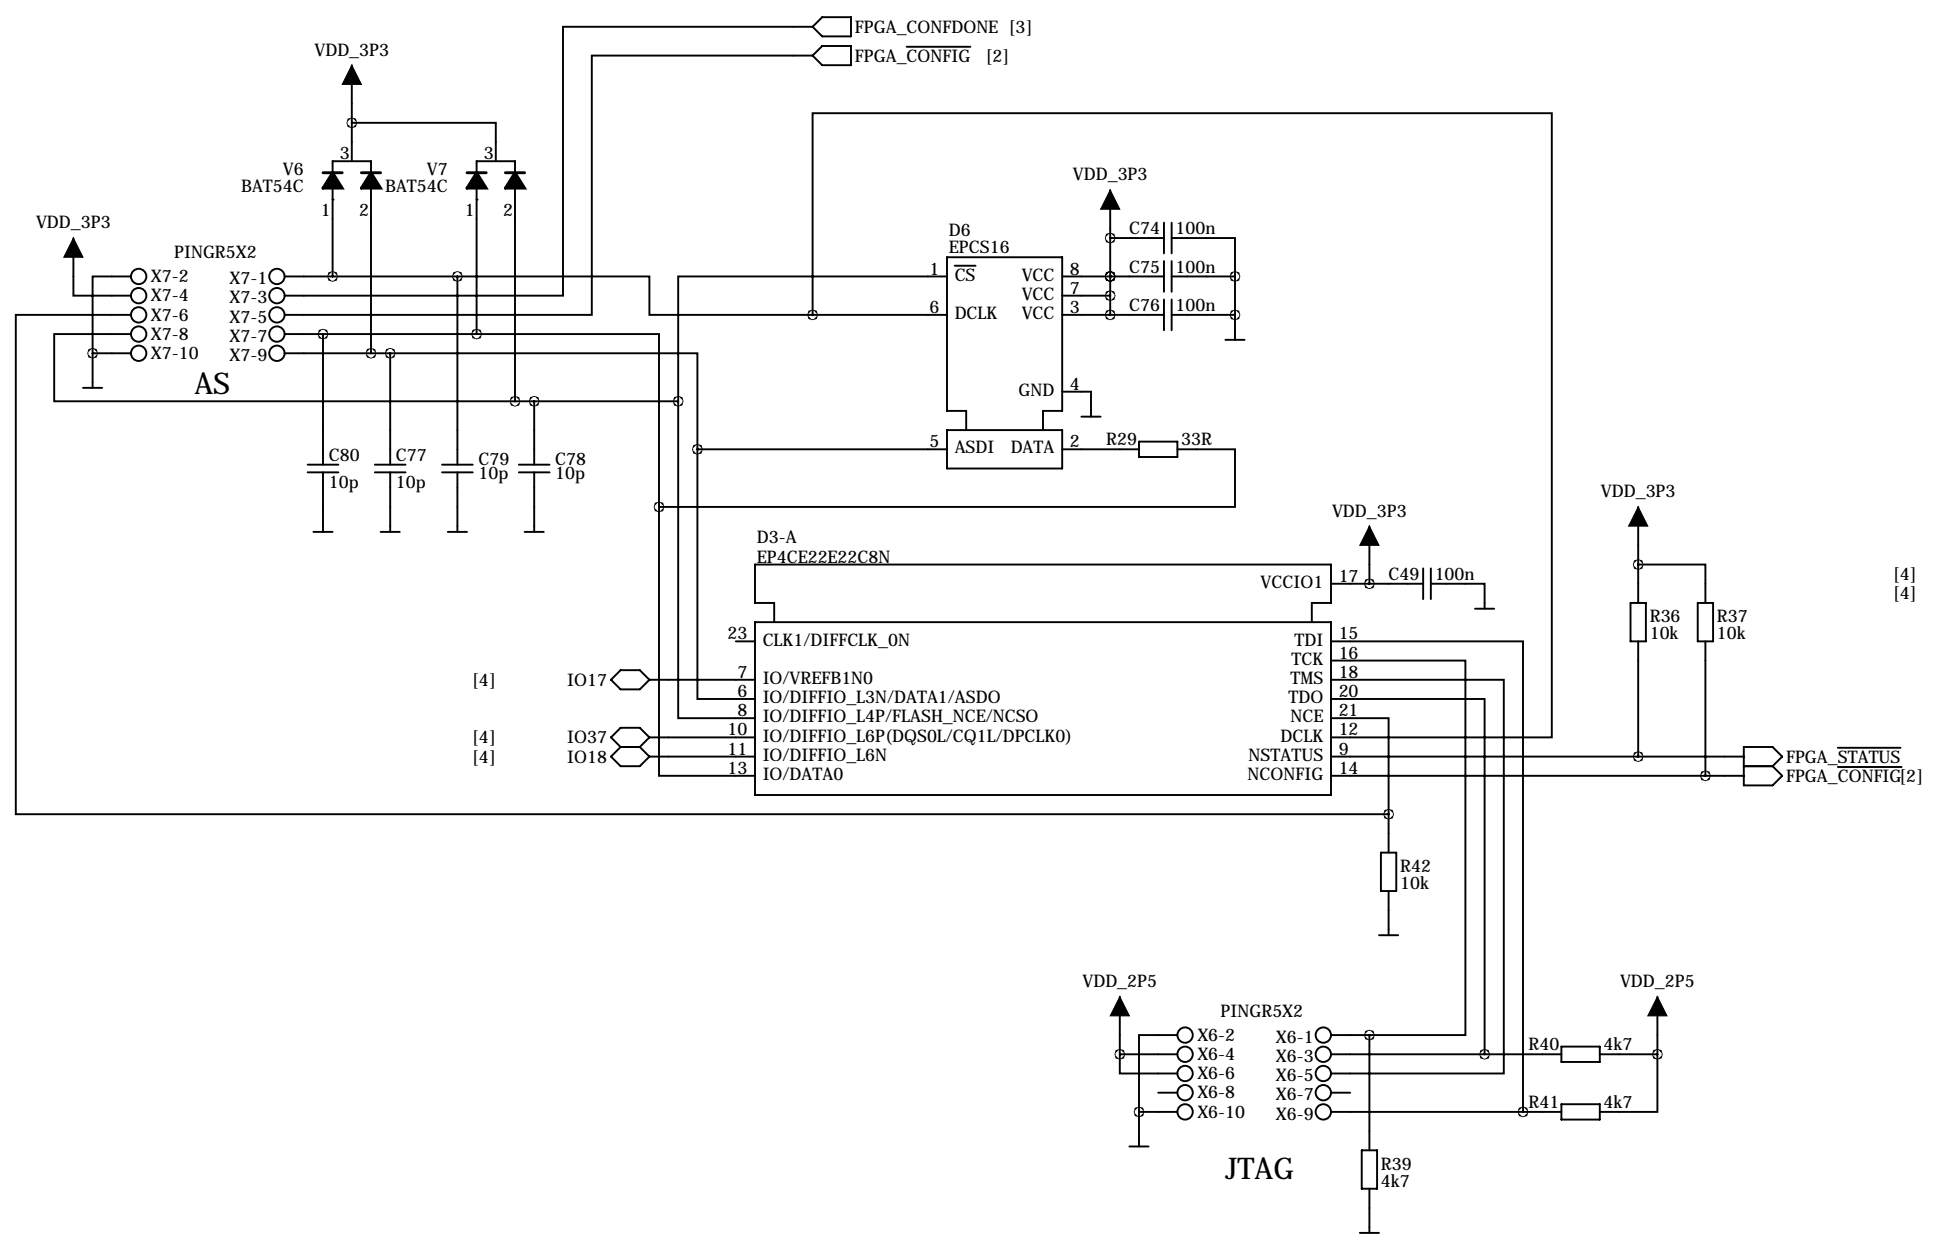 FPGA_CONFDONE [3]
FPGA_CONFIG [2]
VDD_3P3
3
3
V6
BAT54C
V7
BAT54C
1
2
1
2
VDD_3P3
PINGR5X2
X7-2
X7-1
X7-4
X7-3
X7-6
X7-5
X7-8
X7-7
X7-10
X7-9
AS
C80
10p
C77
10p
C79
10p
C78
10p
VDD_3P3
D6
EPCS16
C74
100n
1
CS
VCC
8
C75
100n
VCC
7
6
DCLK
VCC
3
C76
100n
GND
4
5
ASDI
DATA
2
R29
33R
VDD_3P3
D3-A
EP4CE22E22C8N
VCCIO1
17
C49
100n
VDD_3P3
R36
10k
R37
10k
[4]
[4]
23
CLK1/DIFFCLK_0N
TDI
15
TCK
16
[4]
IO17
7
IO/VREFB1N0
TMS
18
6
IO/DIFFIO_L3N/DATA1/ASDO
TDO
20
8
IO/DIFFIO_L4P/FLASH_NCE/NCSO
NCE
21
[4]
IO37
10
IO/DIFFIO_L6P(DQS0L/CQ1L/DPCLK0)
DCLK
12
[4]
IO18
11
IO/DIFFIO_L6N
NSTATUS
9
FPGA_STATUS
13
IO/DATA0
NCONFIG
14
FPGA_CONFIG[2]
R42
10k
VDD_2P5
VDD_2P5
PINGR5X2
X6-2
X6-1
X6-4
X6-3
R40
4k7
X6-6
X6-5
X6-8
X6-7
X6-10
X6-9
R41
4k7
JTAG
R39
4k7